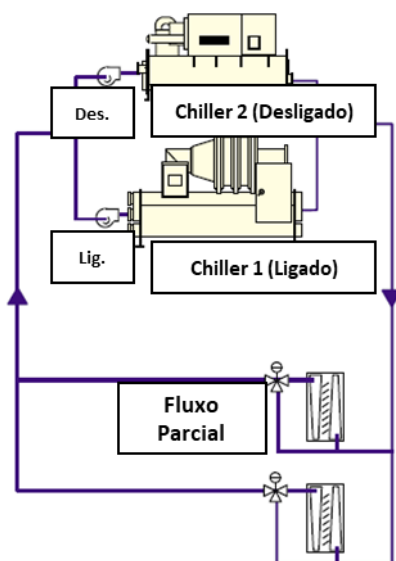 Des.
Chiller 2 (Desligado)
Lig.
Chiller 1 (Ligado)
Fluxo
Parcial